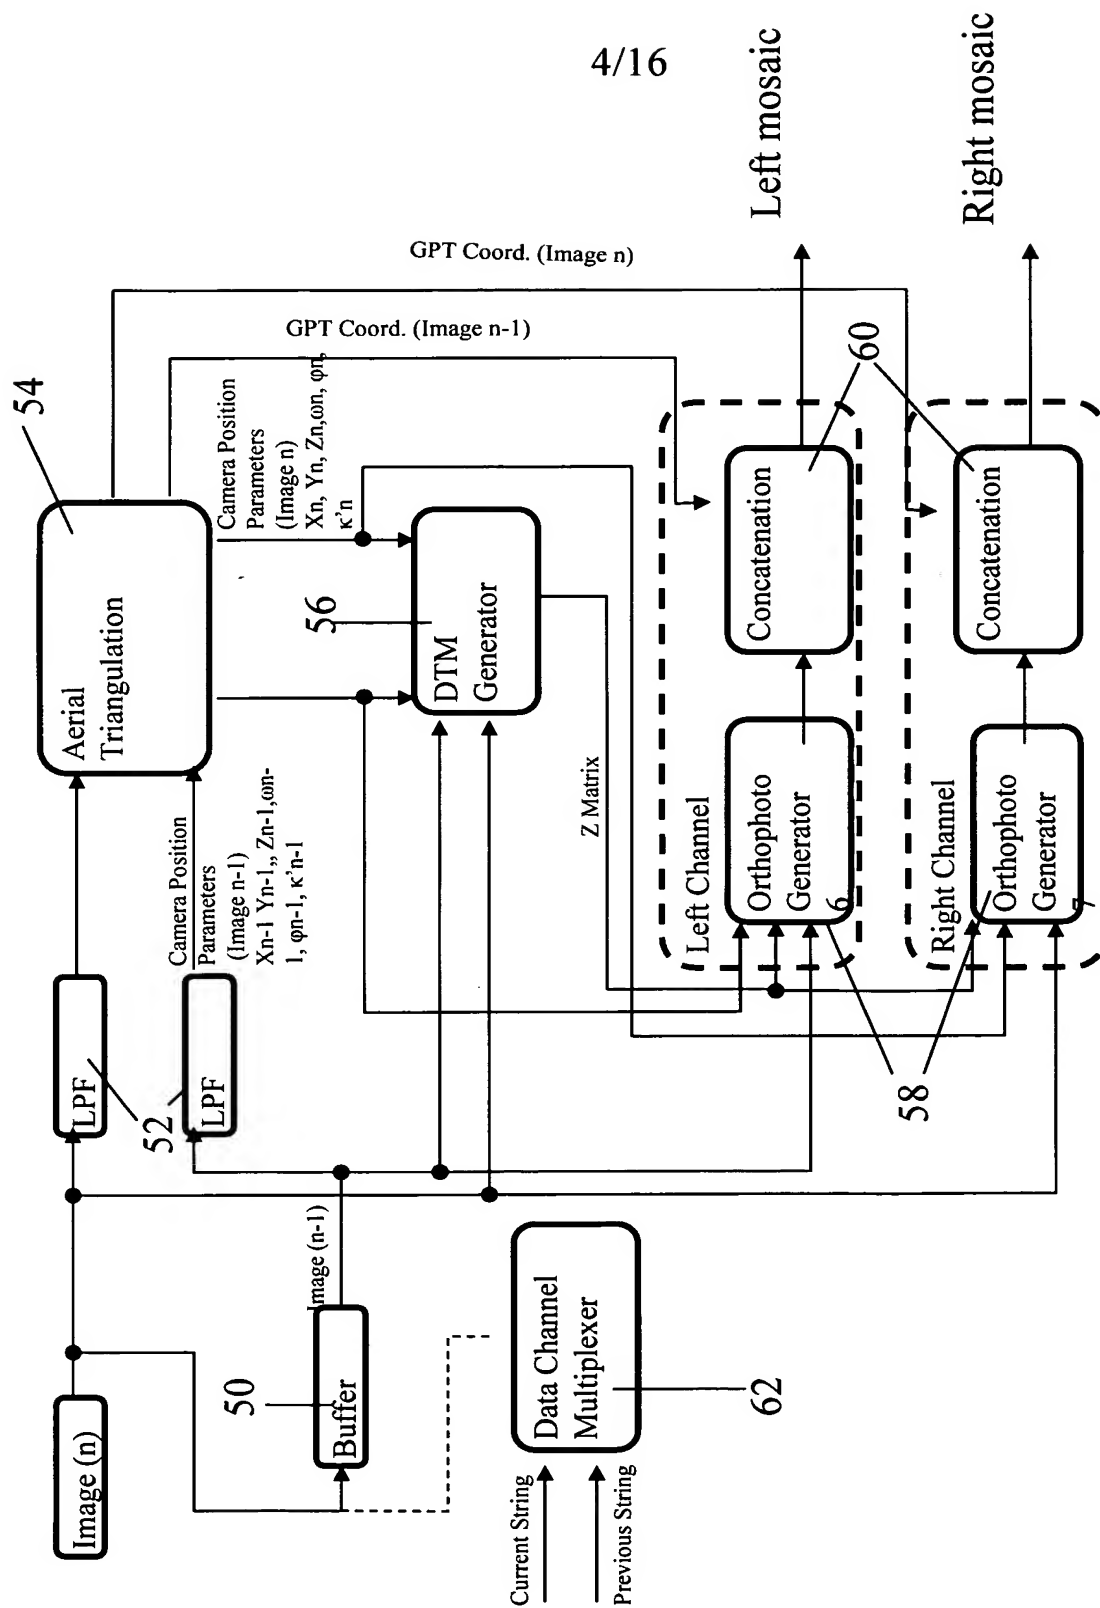 4/16
Image (n)
LPF
52
LPF
Aerial
Triangulation
54
Camera Position
Parameters
(Image n-1)
Xn-1 Yn-1,, Zn-1,ωn-
1, φn-1, κ'n-1
GPT Coord. (Image n)
GPT Coord. (Image n-1)
Camera Position
Parameters
(Image n)
Xn, Yn, Zn,ωn, φn,
κ'n
50
Buffer
Image (n-1)
56
DTM
Generator
Z Matrix
Current String
Previous String
Data Channel
Multiplexer
62
Left Channel
Orthophoto
Generator
6
Concatenation
Left mosaic
60
58
Right Channel
Orthophoto
Generator
7
Concatenation
Right mosaic